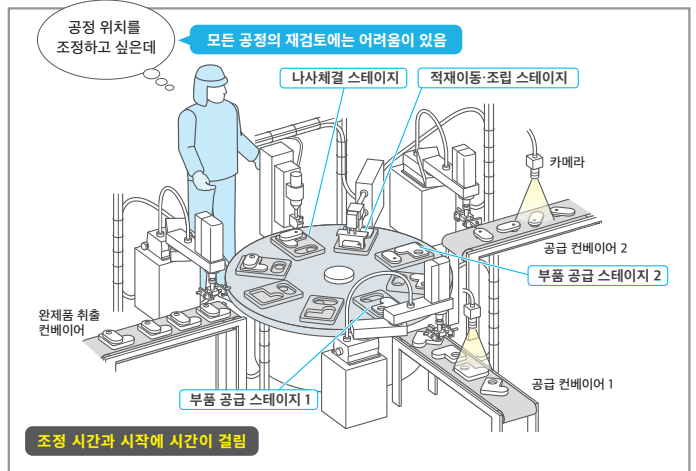 공정 위치를
조정하고 싶은데
모든 공정의 재검토에는 어려움이 있음
나사체결 스테이지
적재이동·조립 스테이지
카메라
공급 컨베이어 2
부품 공급 스테이지 2
완제품 취출
컨베이어
공급 컨베이어 1
부품 공급 스테이지 1
조정 시간과 시작에 시간이 걸림